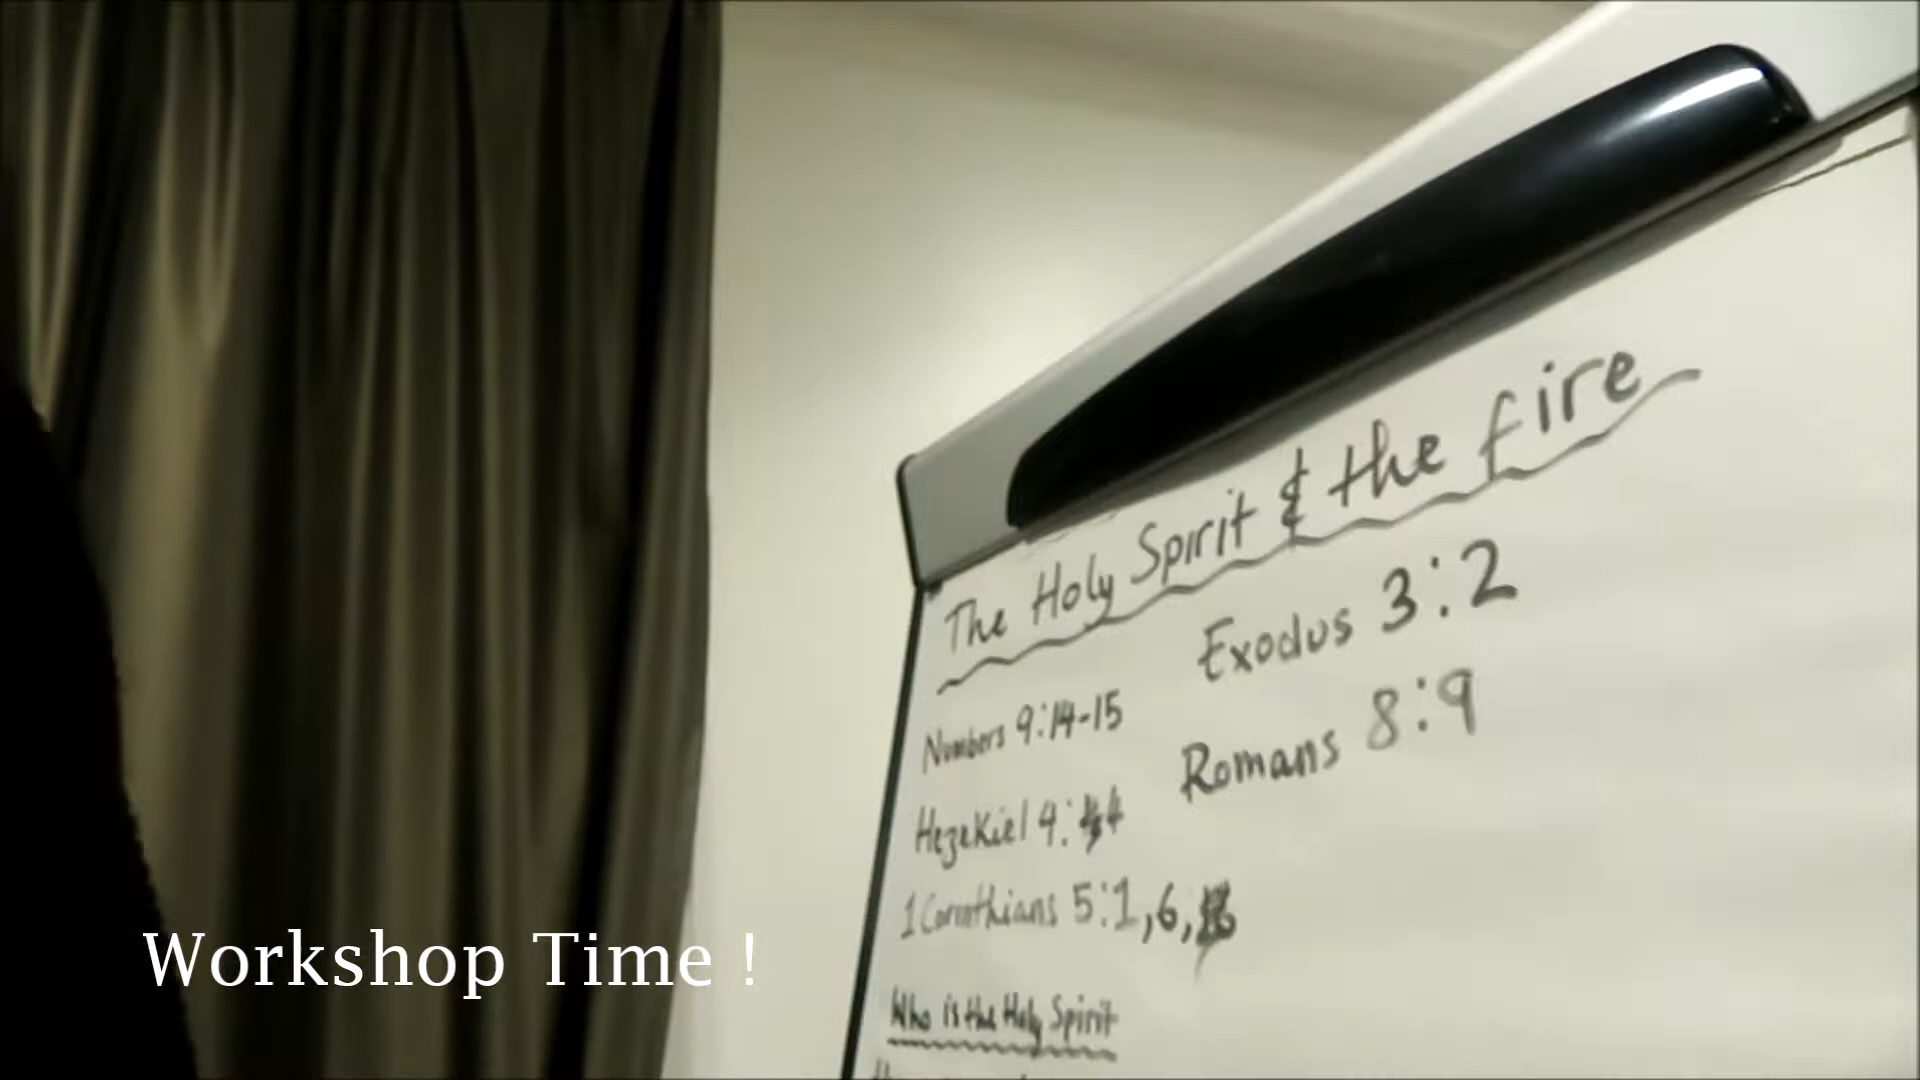 The Holy Spirit & the fire
Numbers 9:14-15
Exodus 3:2
Hezekiel 4:4
Romans 8:9
1 Corinthians 5:1,6,
Who is the Holy Spirit
Workshop Time !